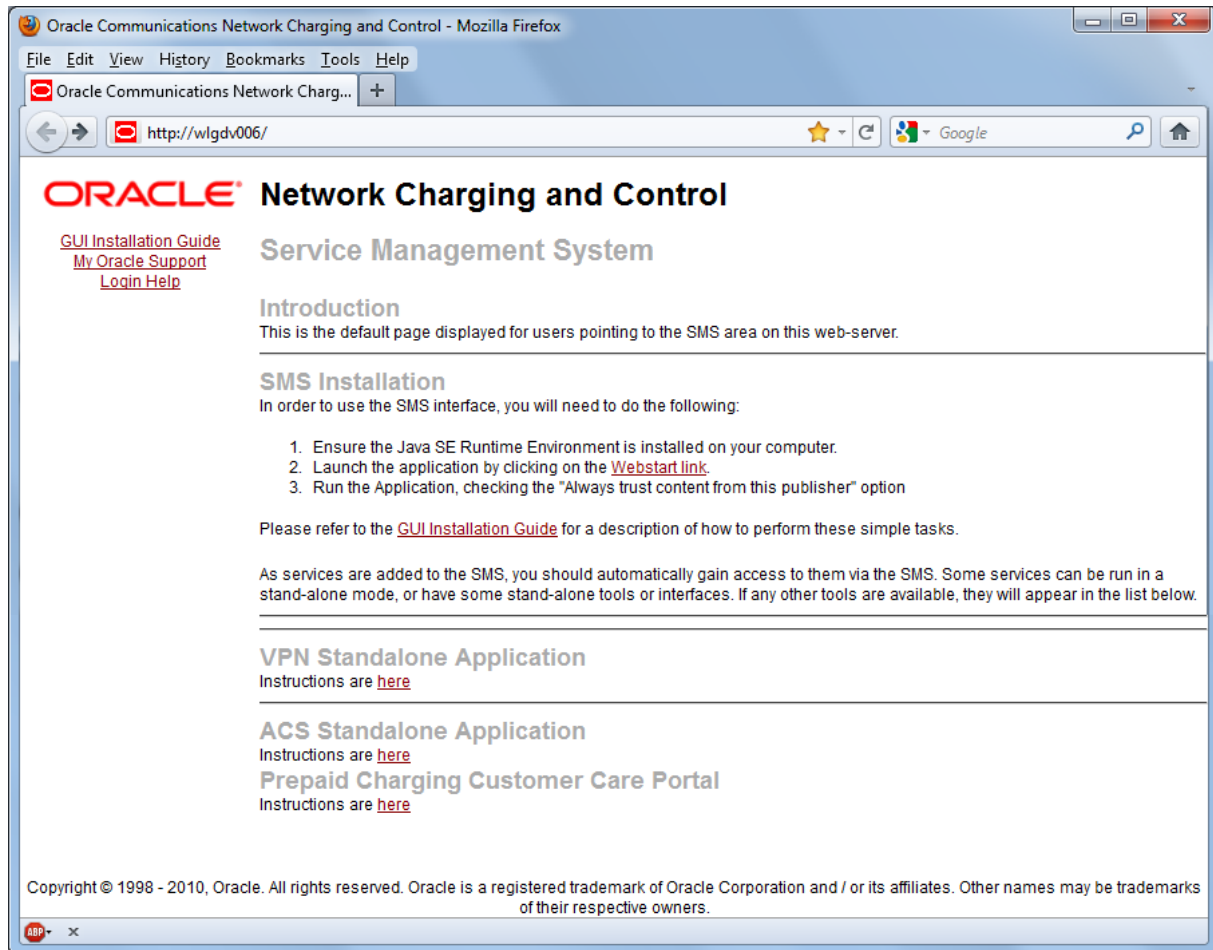 Oracle Communications Network Charging and Control - Mozilla Firefox
File Edit View History Bookmarks Tools Help
Oracle Communications Network Charg... +
http://wlgdv006/
Google
ORACLE®
Network Charging and Control
GUI Installation Guide
My Oracle Support
Login Help
Service Management System
Introduction
This is the default page displayed for users pointing to the SMS area on this web-server.
SMS Installation
In order to use the SMS interface, you will need to do the following:
1. Ensure the Java SE Runtime Environment is installed on your computer.
2. Launch the application by clicking on the Webstart link.
3. Run the Application, checking the "Always trust content from this publisher" option
Please refer to the GUI Installation Guide for a description of how to perform these simple tasks.
As services are added to the SMS, you should automatically gain access to them via the SMS. Some services can be run in a
stand-alone mode, or have some stand-alone tools or interfaces. If any other tools are available, they will appear in the list below.
VPN Standalone Application
Instructions are here
ACS Standalone Application
Instructions are here
Prepaid Charging Customer Care Portal
Instructions are here
Copyright © 1998 - 2010, Oracle. All rights reserved. Oracle is a registered trademark of Oracle Corporation and / or its affiliates. Other names may be trademarks
of their respective owners.
ABP x